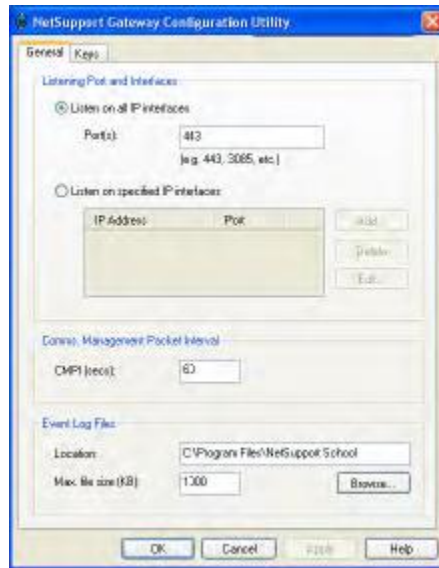 NetSupport Gateway Configuration Utility
General Keys
Listening Port and Interfaces
Listen on all IP interfaces
Port(s): 443
(e.g. 443, 3085, etc.)
Listen on specified IP interfaces:
IP Address Port
Add...
Delete
Edit...
Comms. Management Packet Interval
CMPI (secs): 60
Event Log Files
Location: C:\Program Files\NetSupport School
Max. file size (KB): 1000
Browse...
OK Cancel Apply Help